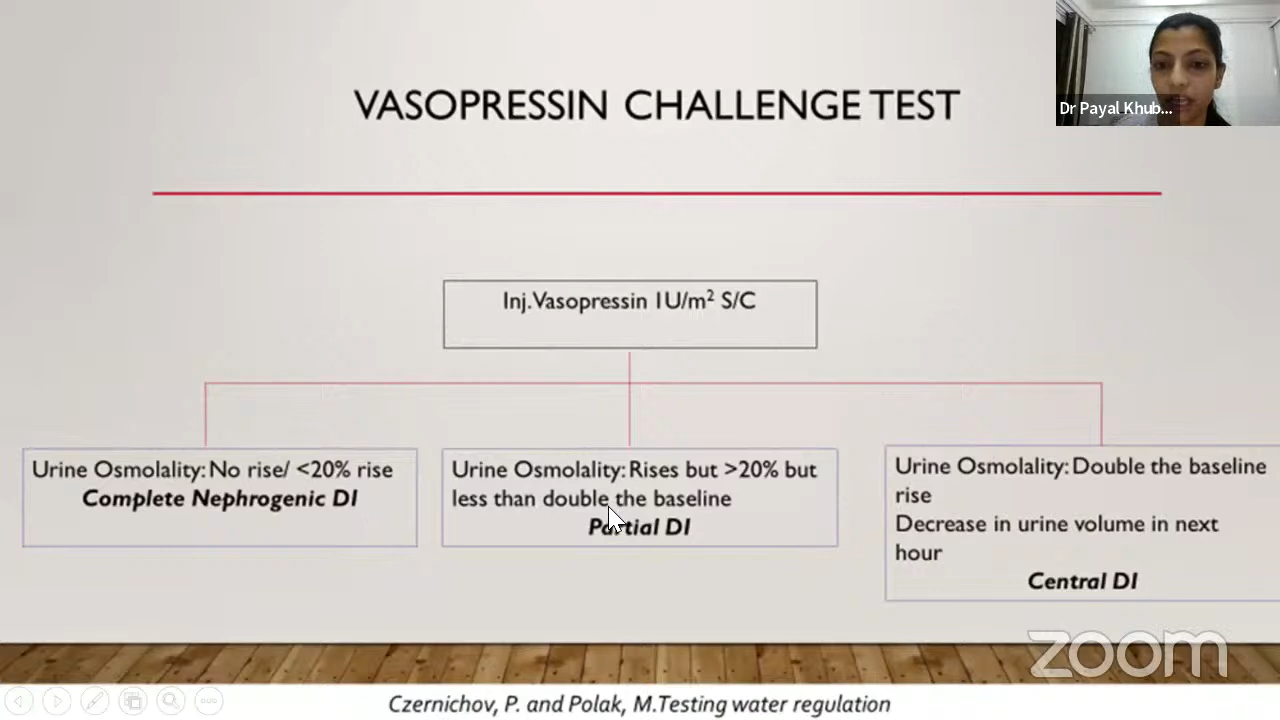 VASOPRESSIN CHALLENGE TEST
Dr Payal Khub...
Inj. Vasopressin 1U/m² S/C
Urine Osmolality: No rise/ <20% rise
Complete Nephrogenic DI
Urine Osmolality: Rises but >20% but
less than double the baseline
Partial DI
Urine Osmolality: Double the baseline
rise
Decrease in urine volume in next
hour
Central DI
zoom
Czernichov, P. and Polak, M.Testing water regulation